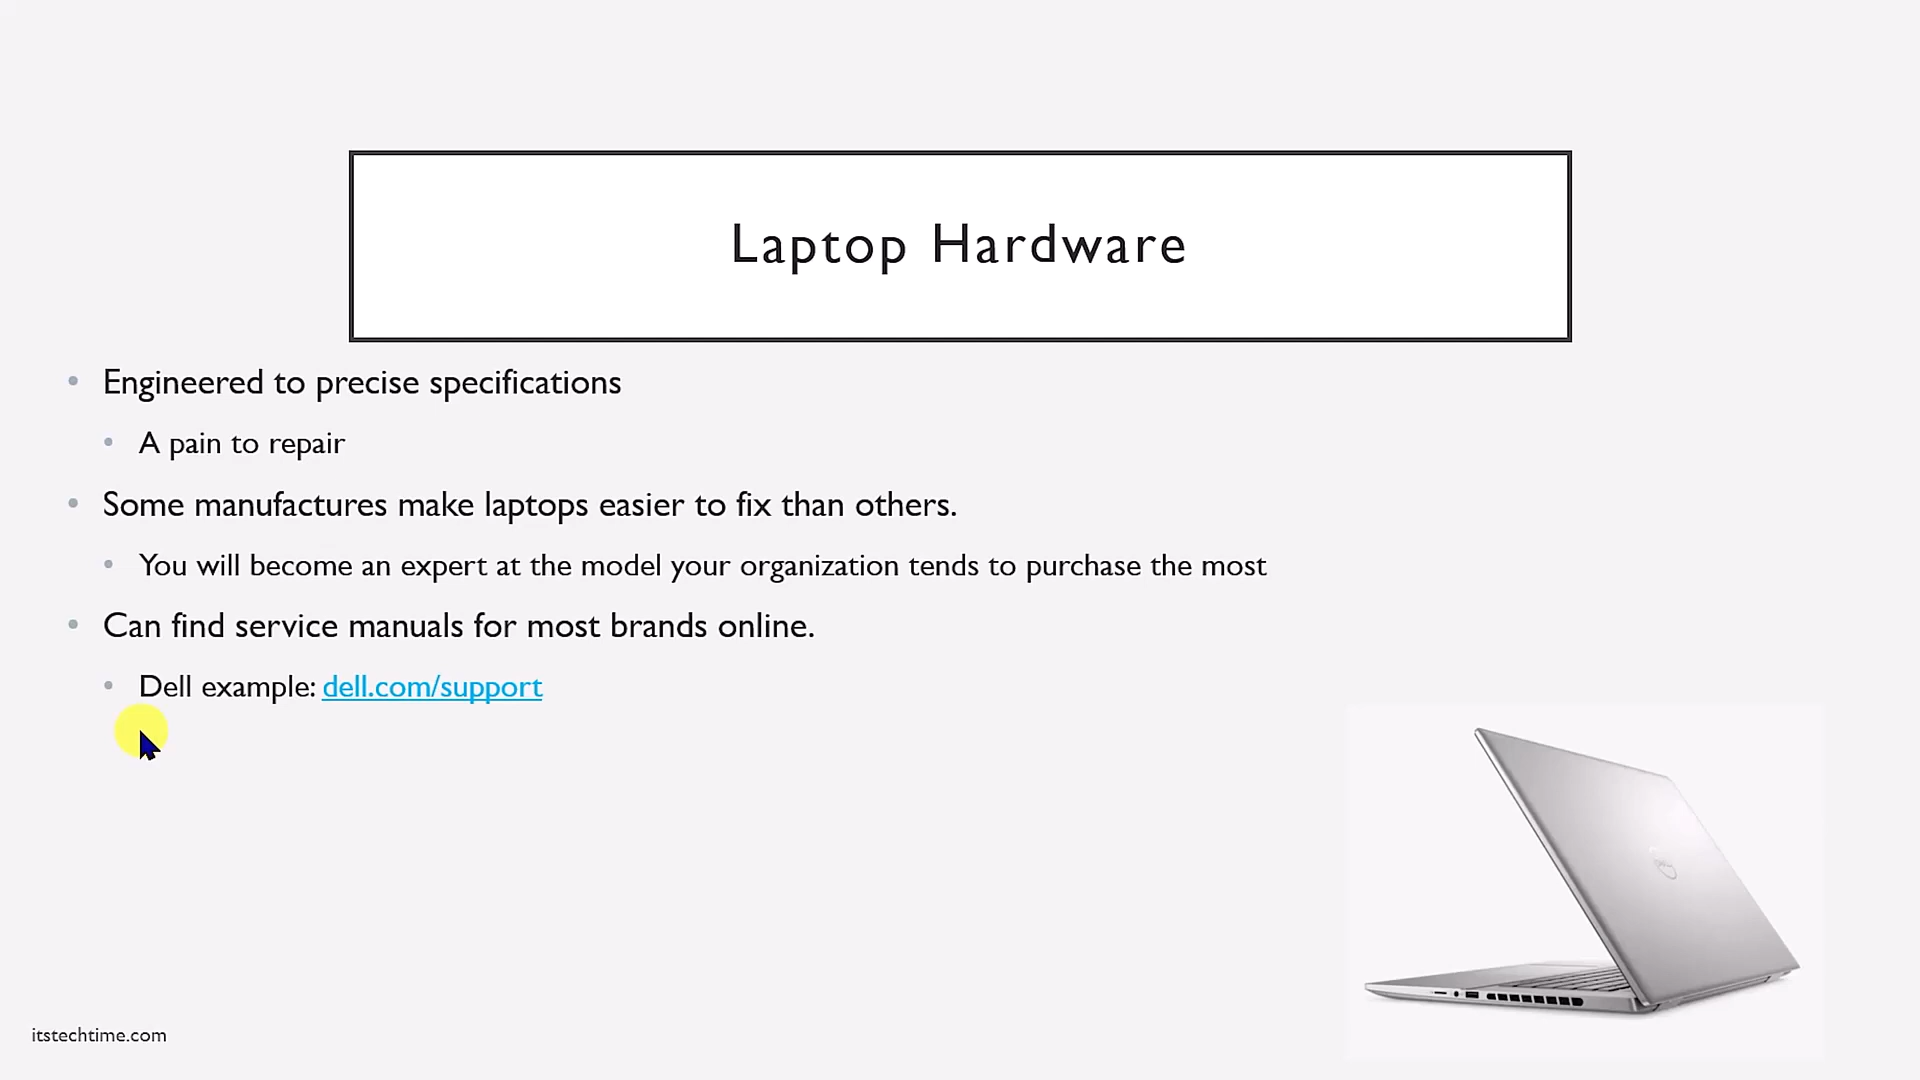 Laptop Hardware
Engineered to precise specifications
A pain to repair
Some manufactures make laptops easier to fix than others.
You will become an expert at the model your organization tends to purchase the most
Can find service manuals for most brands online.
Dell example: dell.com/support
itstechtime.com